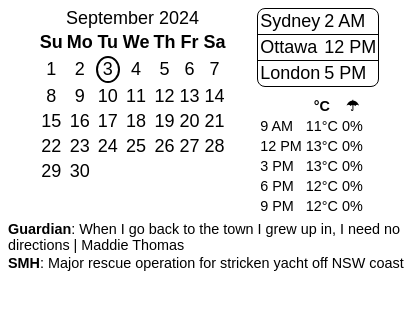 September 2024
Su Mo Tu We Th Fr Sa
1 2 3 4 5 6 7
8 9 10 11 12 13 14
15 16 17 18 19 20 21
22 23 24 25 26 27 28
29 30
Sydney 2 AM
Ottawa 12 PM
London 5 PM
°C ☂
9 AM 11°C 0%
12 PM 13°C 0%
3 PM 13°C 0%
6 PM 12°C 0%
9 PM 12°C 0%
Guardian: When I go back to the town I grew up in, I need no
directions | Maddie Thomas
SMH: Major rescue operation for stricken yacht off NSW coast